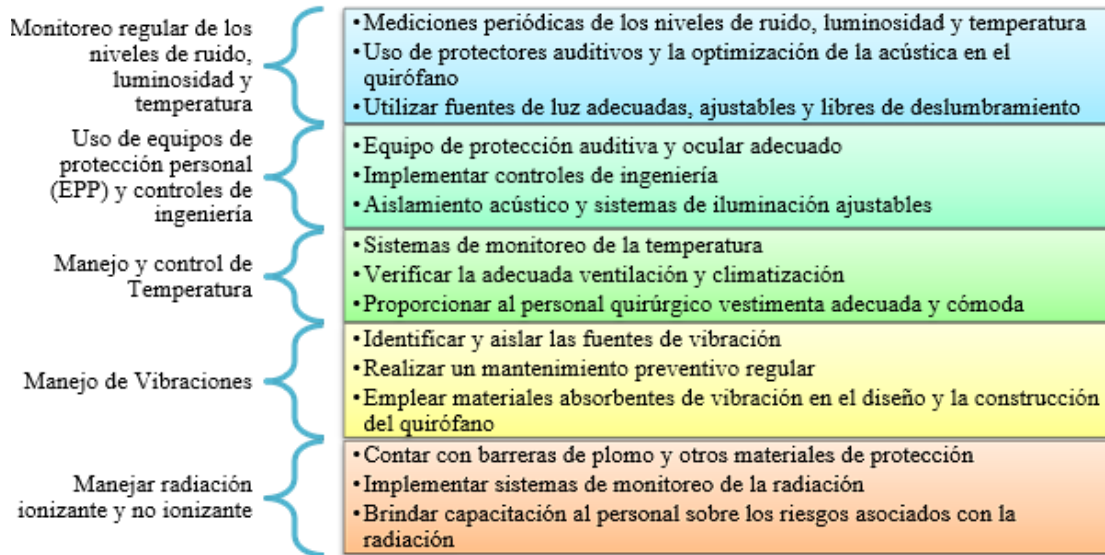 Monitoreo regular de los
niveles de ruido,
luminosidad y
temperatura
•Mediciones periódicas de los niveles de ruido, luminosidad y temperatura
•Uso de protectores auditivos y la optimización de la acústica en el
quirófano
•Utilizar fuentes de luz adecuadas, ajustables y libres de deslumbramiento
Uso de equipos de
protección personal
(EPP) y controles de
ingeniería
•Equipo de protección auditiva y ocular adecuado
•Implementar controles de ingeniería
•Aislamiento acústico y sistemas de iluminación ajustables
Manejo y control de
Temperatura
•Sistemas de monitoreo de la temperatura
•Verificar la adecuada ventilación y climatización
•Proporcionar al personal quirúrgico vestimenta adecuada y cómoda
Manejo de Vibraciones
•Identificar y aislar las fuentes de vibración
•Realizar un mantenimiento preventivo regular
•Emplear materiales absorbentes de vibración en el diseño y la construcción
del quirófano
Manejar radiación
ionizante y no ionizante
•Contar con barreras de plomo y otros materiales de protección
•Implementar sistemas de monitoreo de la radiación
•Brindar capacitación al personal sobre los riesgos asociados con la
radiación